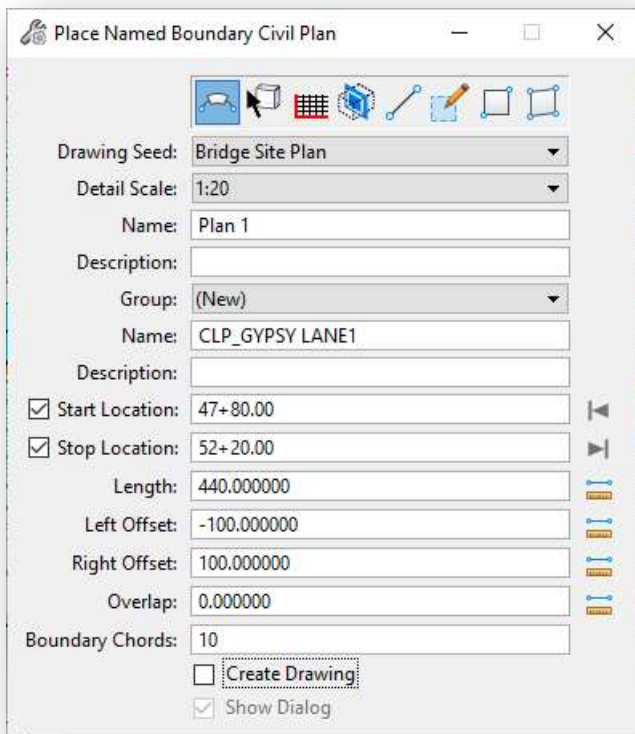 Place Named Boundary Civil Plan
Drawing Seed: Bridge Site Plan
Detail Scale: 1:20
Name: Plan 1
Description:
Group: (New)
Name: CLP_GYPSY LANE1
Description:
Start Location: 47+80.00
Stop Location: 52+20.00
Length: 440.000000
Left Offset: -100.000000
Right Offset: 100.000000
Overlap: 0.000000
Boundary Chords: 10
Create Drawing
Show Dialog